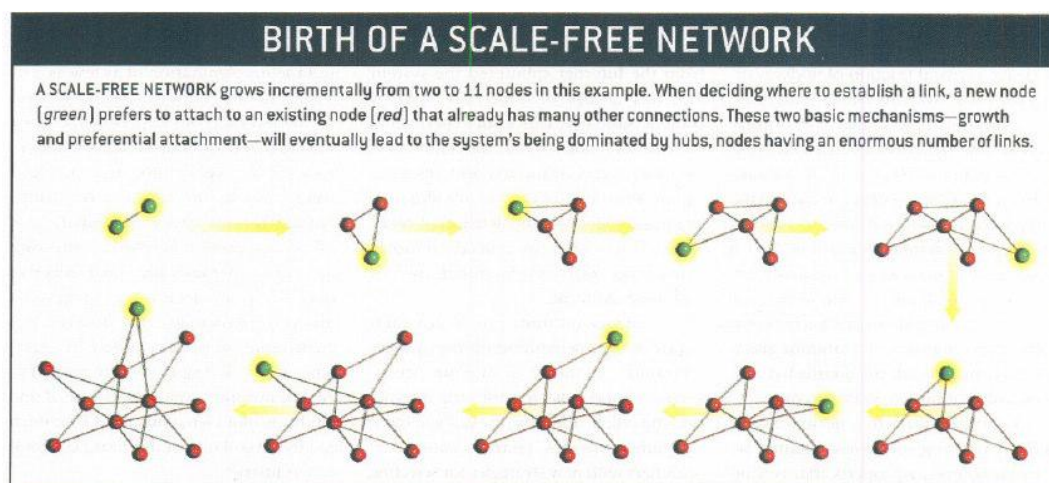 BIRTH OF A SCALE-FREE NETWORK
A SCALE-FREE NETWORK grows incrementally from two to 11 nodes in this example. When deciding where to establish a link, a new node
(green) prefers to attach to an existing node (red) that already has many other connections. These two basic mechanisms—growth
and preferential attachment—will eventually lead to the system's being dominated by hubs, nodes having an enormous number of links.